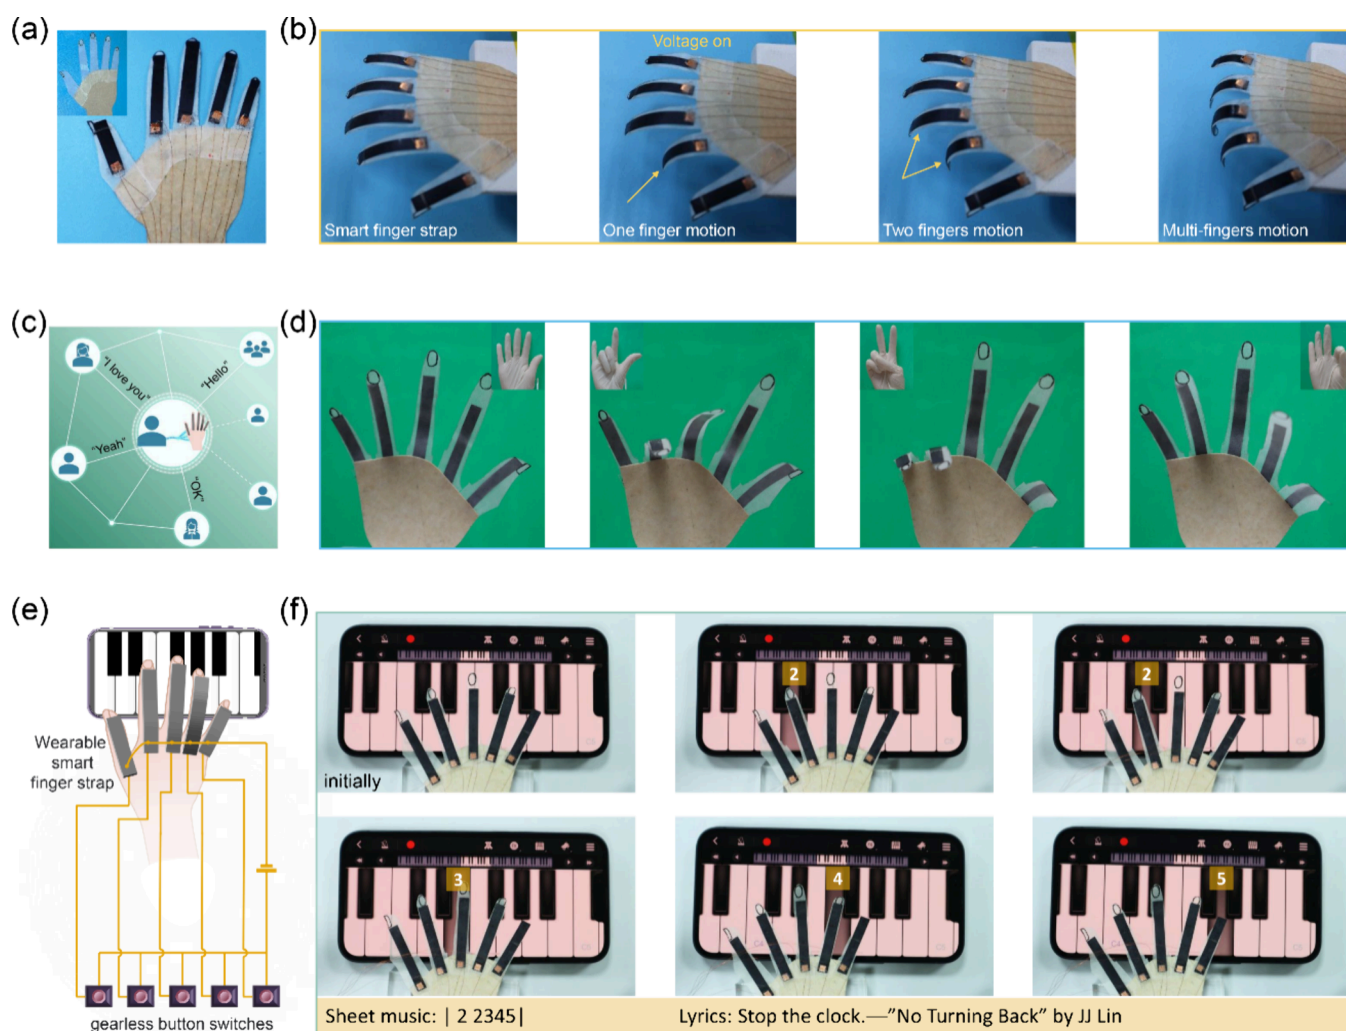 (a)
(b)
Voltage on
Smart finger strap
One finger motion
Two fingers motion
Multi-fingers motion
(c)
"I love you"
"Hello"
"Yeah"
"OK"
(d)
(e)
Wearable
smart
finger strap
gearless button switches
(f)
initially
2
2
3
4
5
Sheet music: | 2 2345|
Lyrics: Stop the clock.—"No Turning Back" by JJ Lin